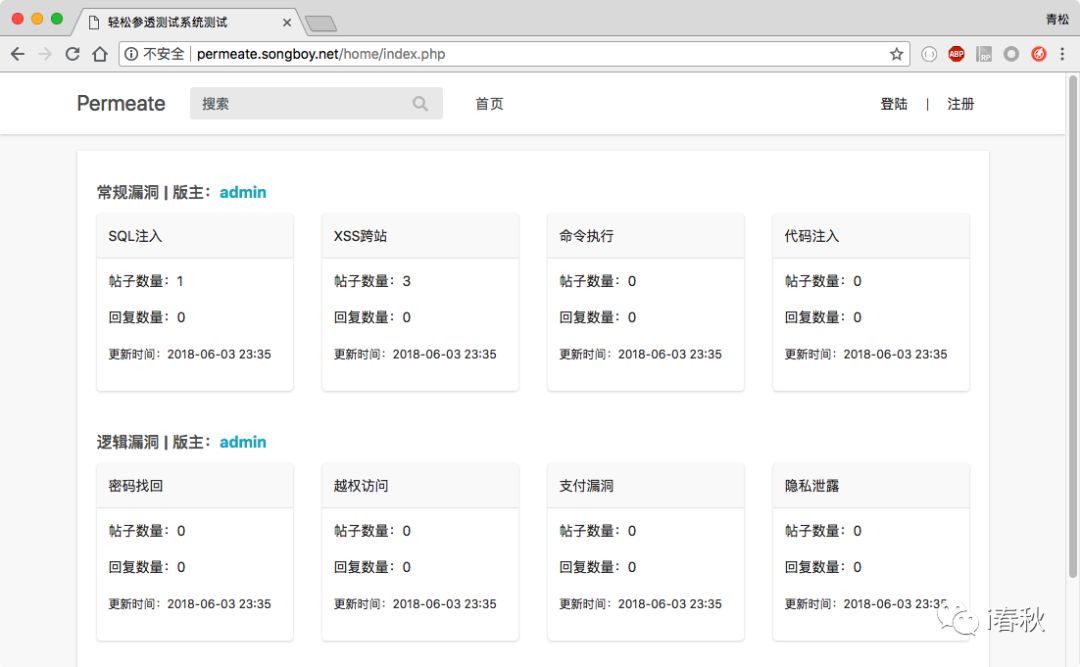 轻松参透测试系统测试
青松
不安全 permeate.songboy.net/home/index.php
ABP
RP
Permeate 搜索 首页 登陆 | 注册
常规漏洞 | 版主：admin
SQL注入 XSS跨站 命令执行 代码注入
帖子数量：1 帖子数量：3 帖子数量：0 帖子数量：0
回复数量：0 回复数量：0 回复数量：0 回复数量：0
更新时间：2018-06-03 23:35 更新时间：2018-06-03 23:35 更新时间：2018-06-03 23:35 更新时间：2018-06-03 23:35
逻辑漏洞 | 版主：admin
密码找回 越权访问 支付漏洞 隐私泄露
帖子数量：0 帖子数量：0 帖子数量：0 帖子数量：0
回复数量：0 回复数量：0 回复数量：0 回复数量：0
更新时间：2018-06-03 23:35 更新时间：2018-06-03 23:35 更新时间：2018-06-03 23:35 更新时间：2018-06-03 23:35
i春秋